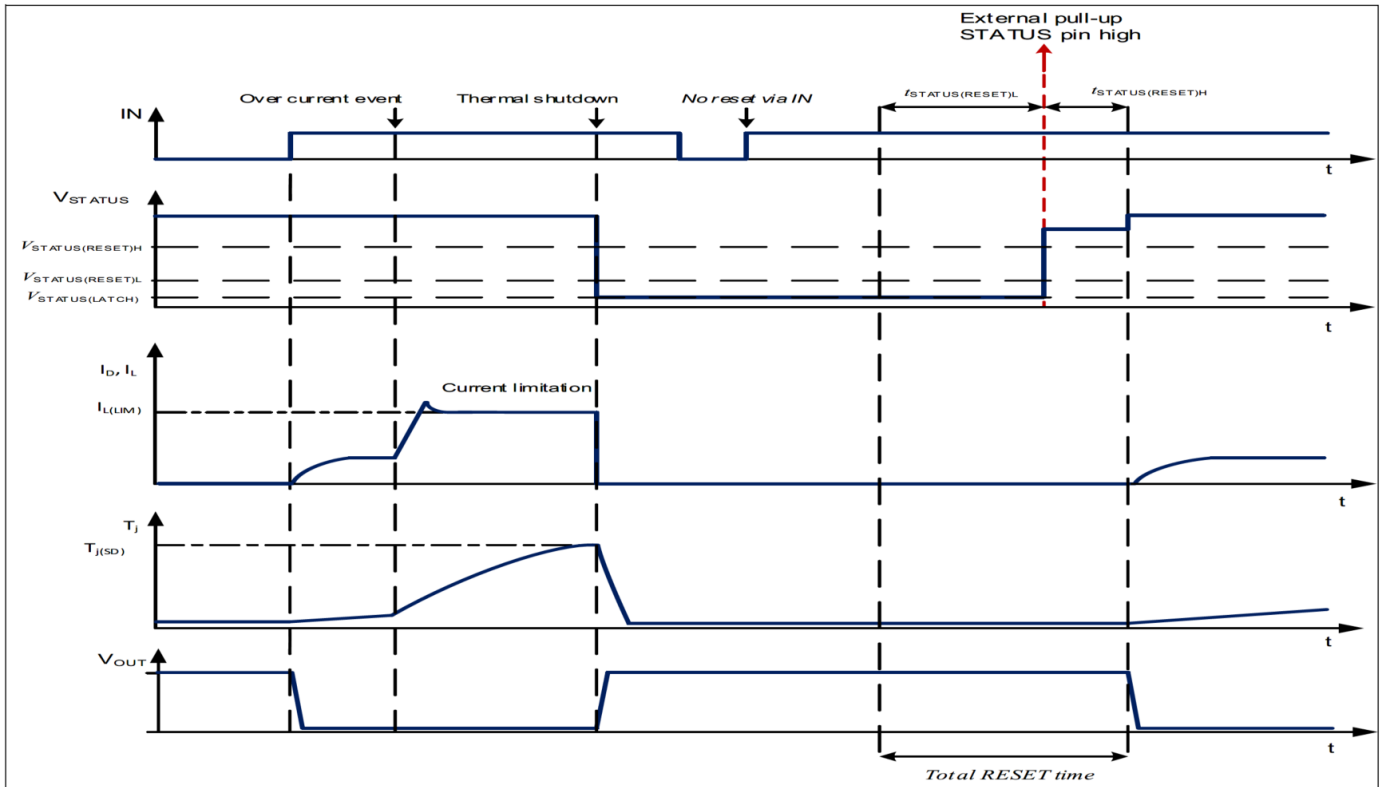 External pull-up
STATUS pin high
Over current event
Thermal shutdown
No reset via IN
tSTATUS(RESET)L
tSTATUS(RESET)H
IN
t
VSTATUS
VSTATUS(RESET)H
VSTATUS(RESET)L
VSTATUS(LATCH)
t
ID, IL
Current limitation
IL(LIM)
t
Tj
Tj(SD)
t
VOUT
t
Total RESET time